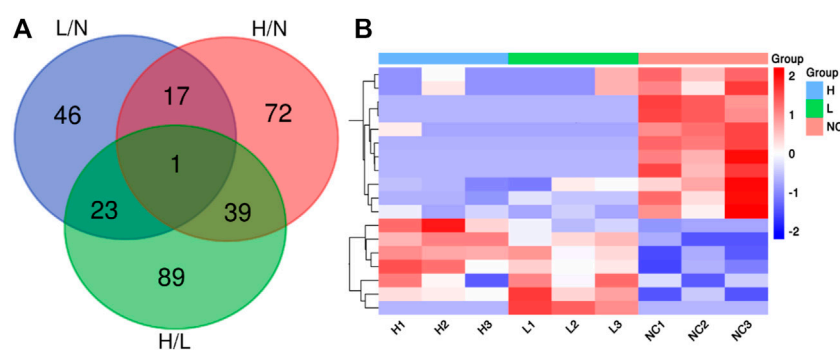 A
L/N
H/N
46
17
72
1
23
39
89
H/L
B
Group
2
1
0
-1
-2
Group
H
L
NC
H1
H2
H3
L1
L2
L3
NC1
NC2
NC3